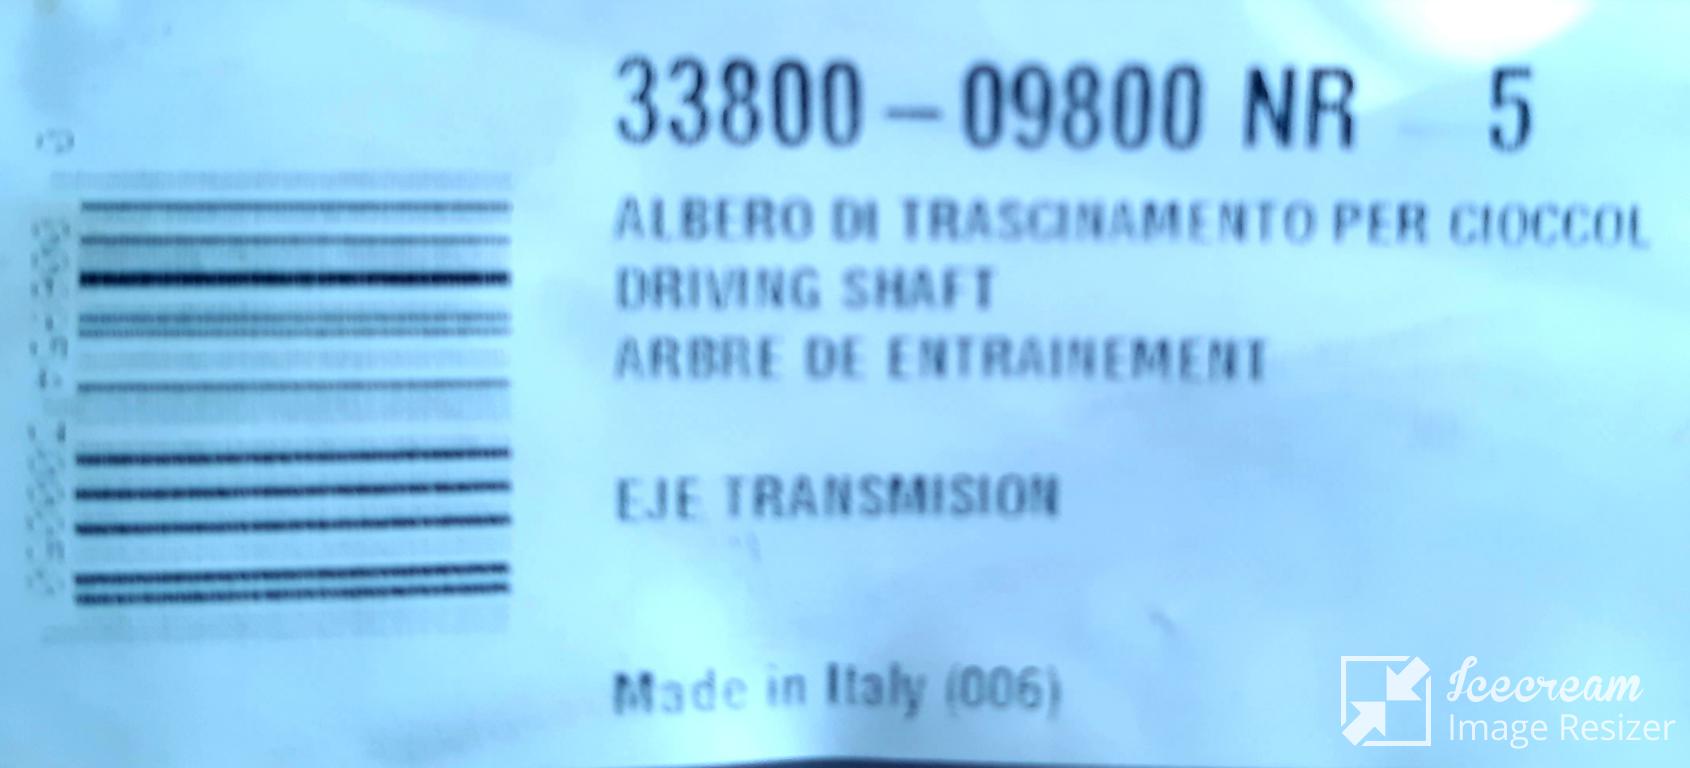 33800-09800 NR 5
ALBERO DI TRASCINAMENTO PER CIOCCOL
DRIVING SHAFT
ARBRE DE ENTRAINEMENT
EJE TRANSMISION
Made in Italy (006)
Icecream
Image Resizer